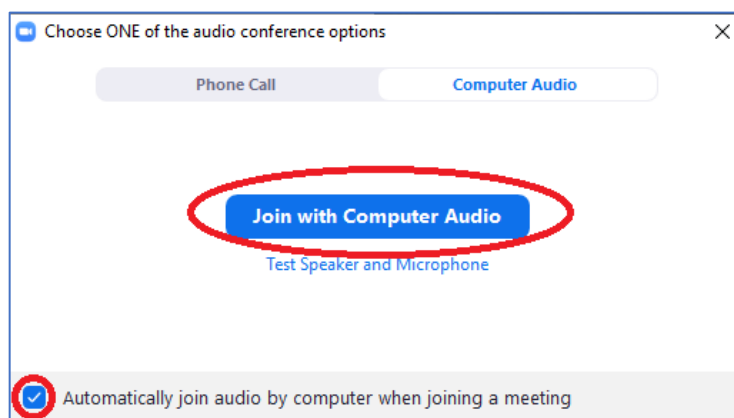 Choose ONE of the audio conference options
Phone Call
Computer Audio
Join with Computer Audio
Test Speaker and Microphone
Automatically join audio by computer when joining a meeting